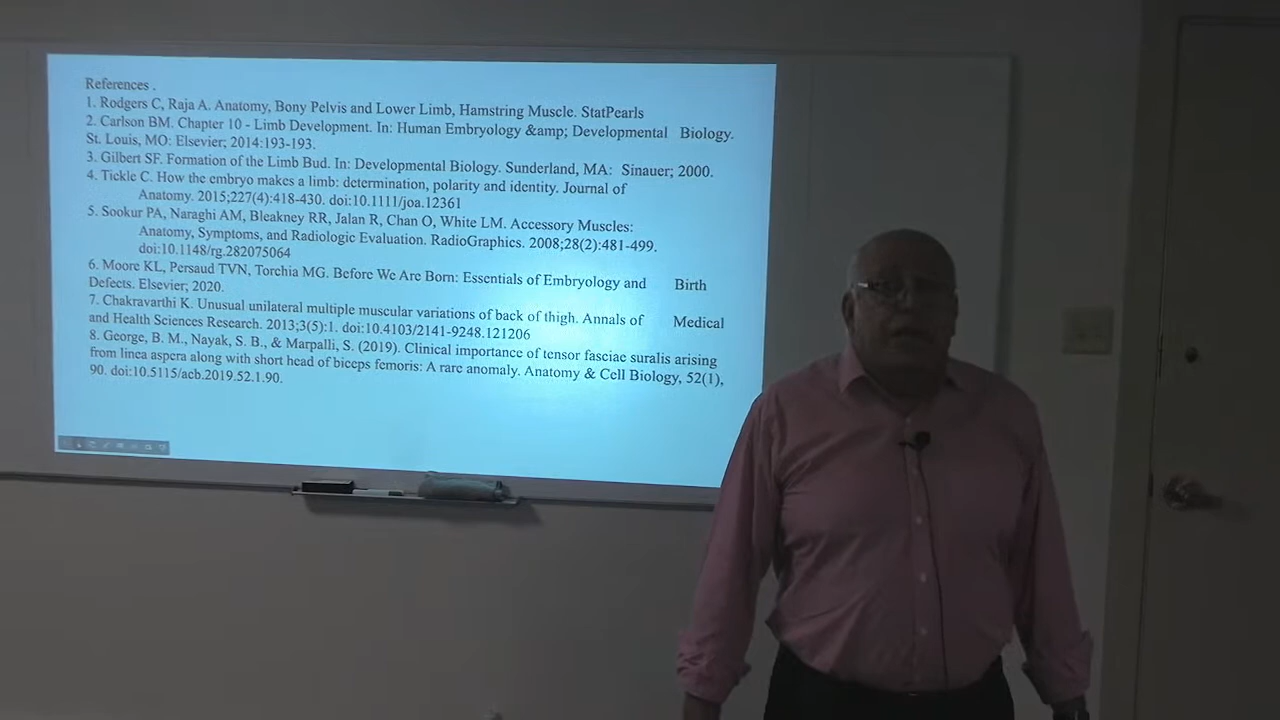 References .
1. Rodgers C, Raja A. Anatomy, Bony Pelvis and Lower Limb, Hamstring Muscle. StatPearls
2. Carlson BM. Chapter 10 - Limb Development. In: Human Embryology &amp; Developmental Biology.
St. Louis, MO: Elsevier; 2014:193-193.
3. Gilbert SF. Formation of the Limb Bud. In: Developmental Biology. Sunderland, MA: Sinauer; 2000.
4. Tickle C. How the embryo makes a limb: determination, polarity and identity. Journal of
Anatomy. 2015;227(4):418-430. doi:10.1111/joa.12361
5. Sookur PA, Naraghi AM, Bleakney RR, Jalan R, Chan O, White LM. Accessory Muscles:
Anatomy, Symptoms, and Radiologic Evaluation. RadioGraphics. 2008;28(2):481-499.
doi:10.1148/rg.282075064
6. Moore KL, Persaud TVN, Torchia MG. Before We Are Born: Essentials of Embryology and Birth
Defects. Elsevier; 2020.
7. Chakravarthi K. Unusual unilateral multiple muscular variations of back of thigh. Annals of Medical
and Health Sciences Research. 2013;3(5):1. doi:10.4103/2141-9248.121206
8. George, B. M., Nayak, S. B., & Marpalli, S. (2019). Clinical importance of tensor fasciae suralis arising
from linea aspera along with short head of biceps femoris: A rare anomaly. Anatomy & Cell Biology, 52(1),
90. doi:10.5115/acb.2019.52.1.90.